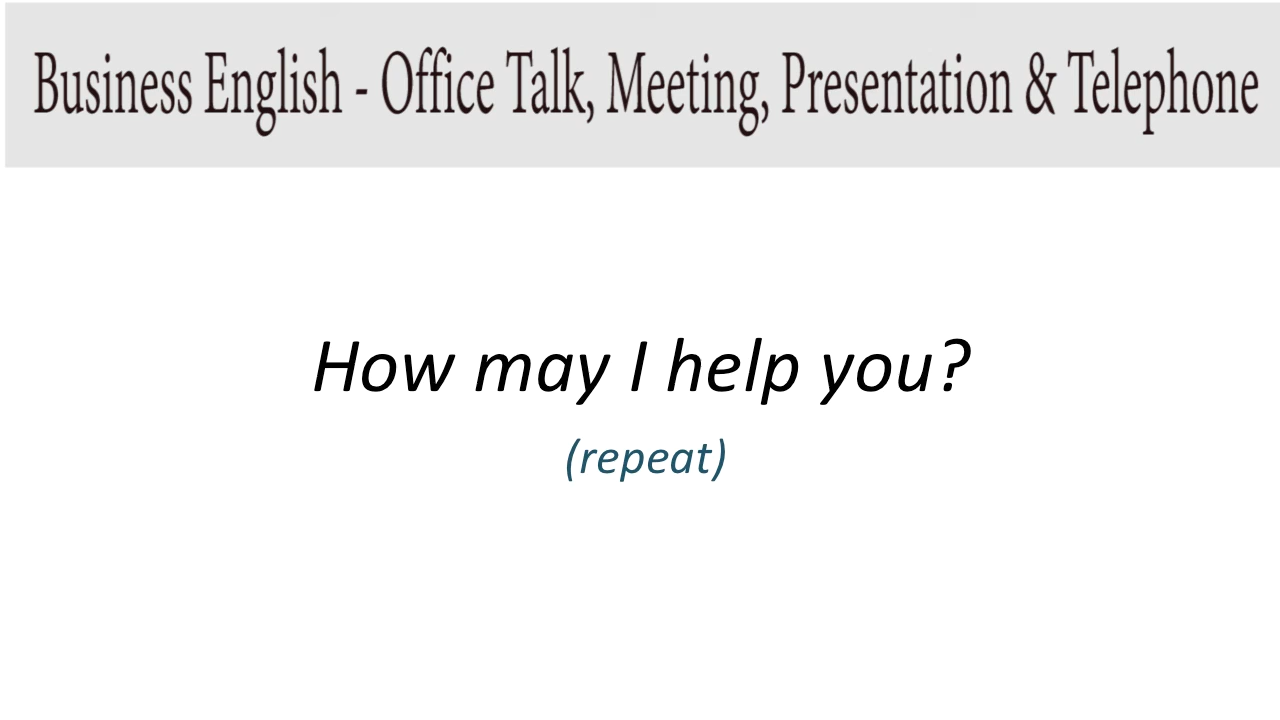 Business English - Office Talk, Meeting, Presentation & Telephone
How may I help you?
(repeat)